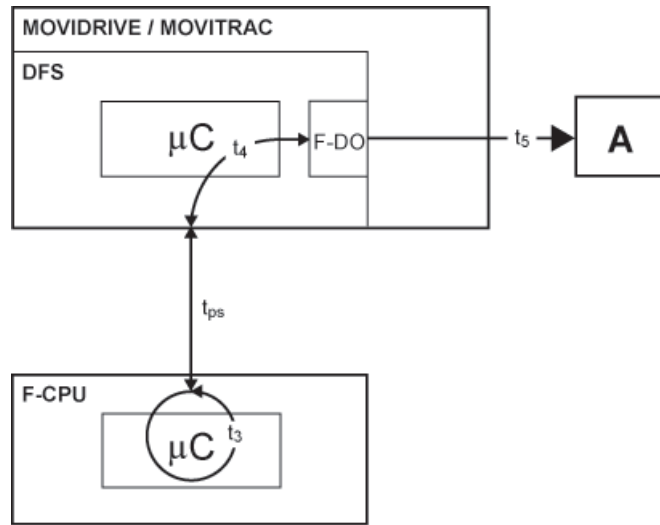 MOVIDRIVE / MOVITRAC
DFS
μC
t4
F-DO
t5
A
tps
F-CPU
μC
t3